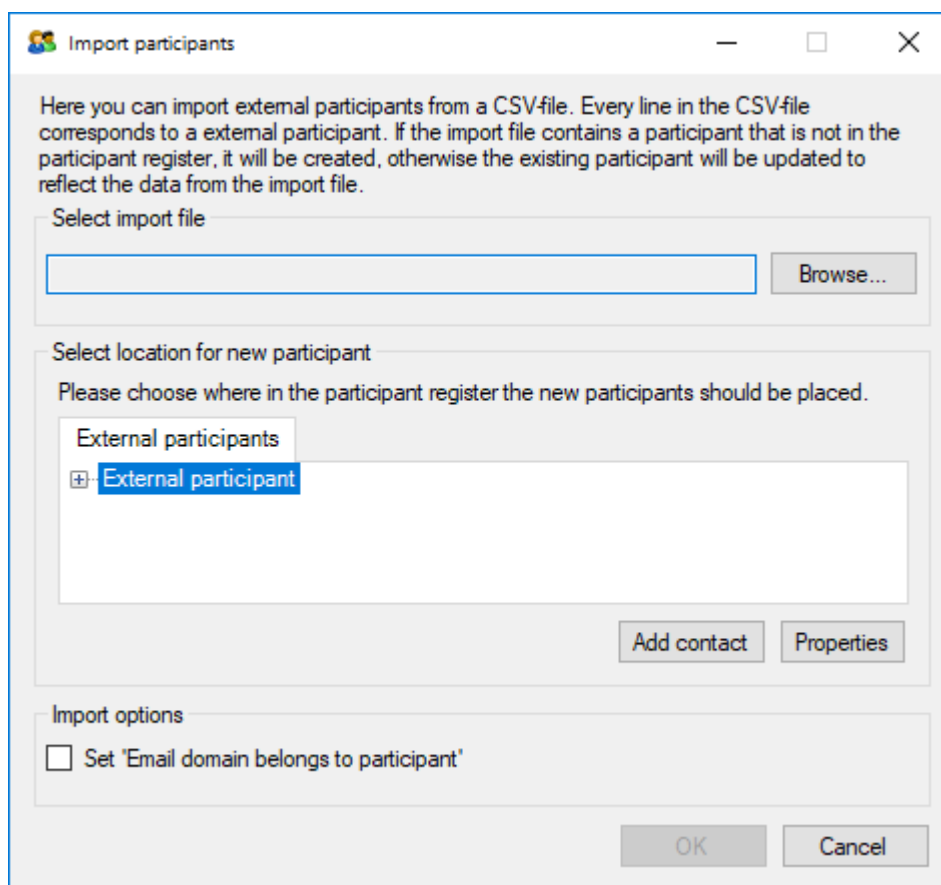 Import participants
Here you can import external participants from a CSV-file. Every line in the CSV-file
corresponds to a external participant. If the import file contains a participant that is not in the
participant register, it will be created, otherwise the existing participant will be updated to
reflect the data from the import file.
Select import file
Browse...
Select location for new participant
Please choose where in the participant register the new participants should be placed.
External participants
External participant
Add contact
Properties
Import options
Set "Email domain belongs to participant"
OK
Cancel